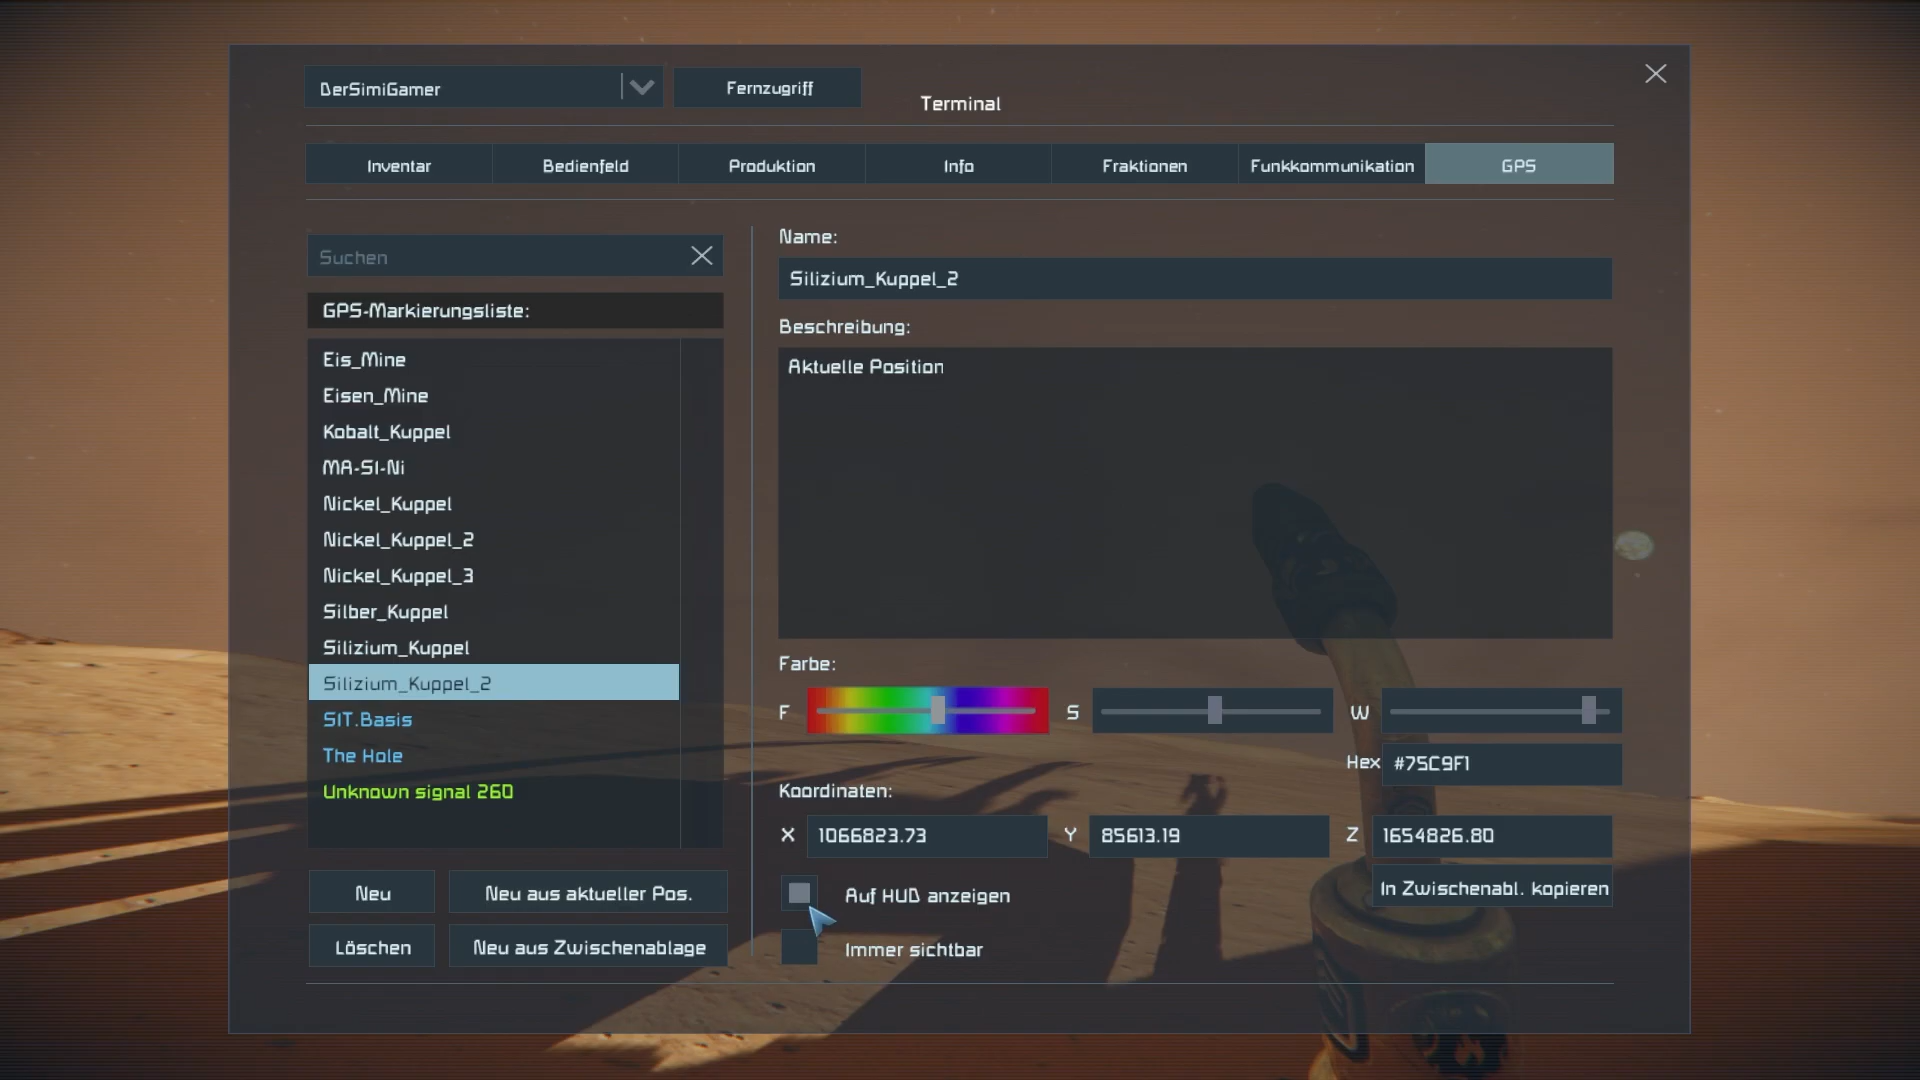 DerSimiGamer
Fernzugriff
Terminal
Inventar
Bedienfeld
Produktion
Info
Fraktionen
Funkkommunikation
GPS
Suchen
GPS-Markierungsliste:
Eis_Mine
Eisen_Mine
Kobalt_Kuppel
MA-SI-Ni
Nickel_Kuppel
Nickel_Kuppel_2
Nickel_Kuppel_3
Silber_Kuppel
Silizium_Kuppel
Silizium_Kuppel_2
SIT.Basis
The Hole
Unknown signal 260
Neu
Neu aus aktueller Pos.
Löschen
Neu aus Zwischenablage
Name:
Silizium_Kuppel_2
Beschreibung:
Aktuelle Position
Farbe:
F
S
W
Hex #75C9F1
Koordinaten:
X 1066823.73
Y 85613.19
Z 1654826.80
In Zwischenabl. kopieren
Auf HUD anzeigen
Immer sichtbar